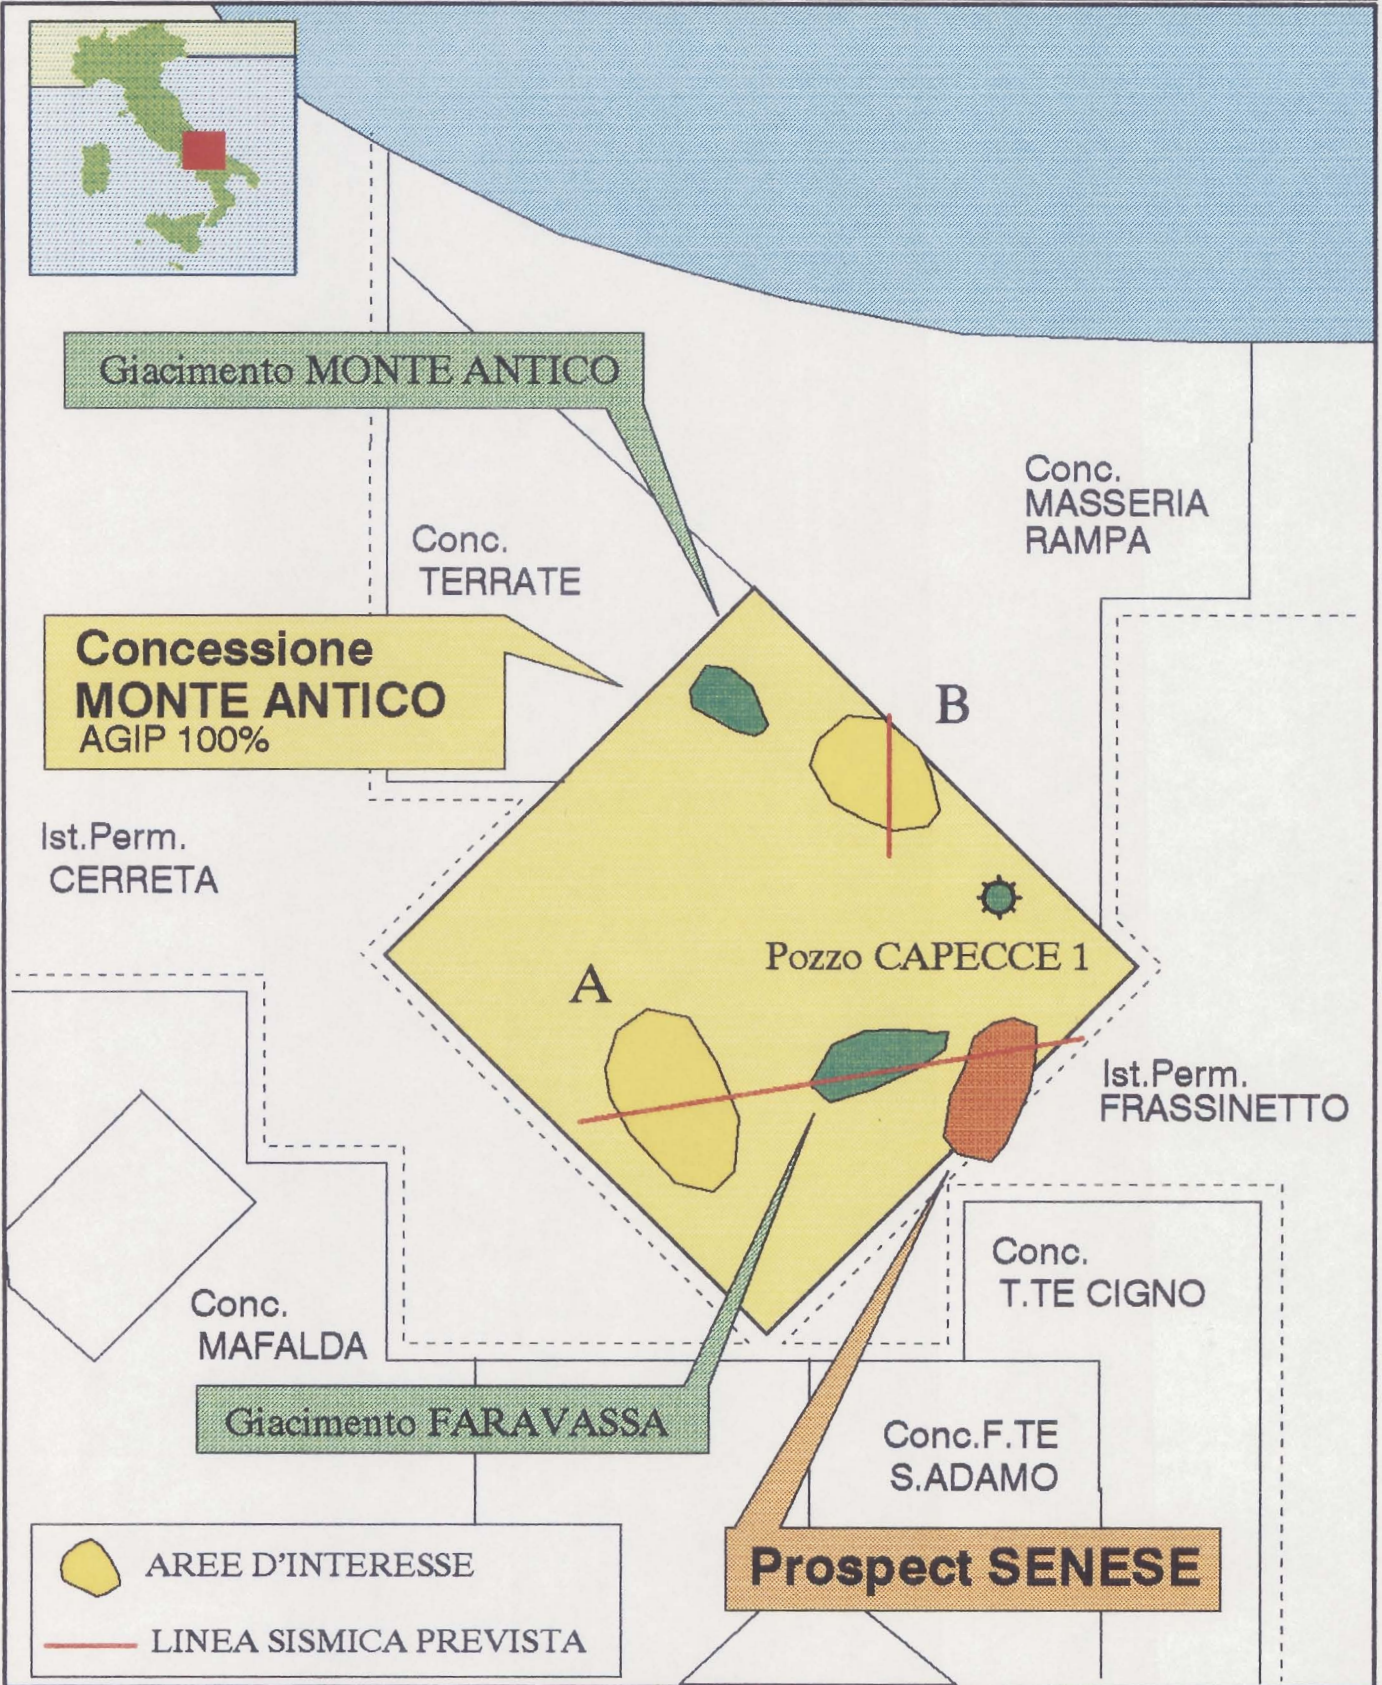 Giacimento MONTE ANTICO
Conc.
MASSERIA
RAMPA
Conc.
TERRATE
Concessione
MONTE ANTICO
AGIP 100%
B
Ist.Perm.
CERRETA
Pozzo CAPECCE 1
A
Ist.Perm.
FRASSINETTO
Conc.
T.TE CIGNO
Conc.
MAFALDA
Giacimento FARAVASSA
Conc.F.TE
S.ADAMO
Prospect SENESE
AREE D'INTERESSE
LINEA SISMICA PREVISTA